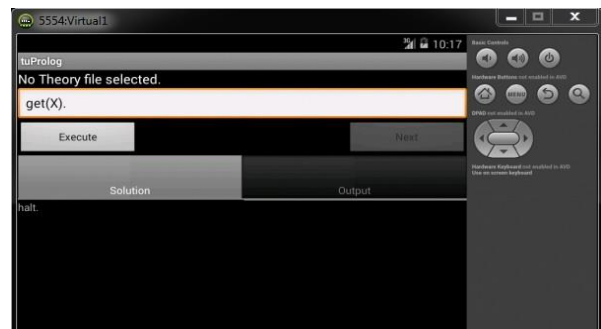 5554:Virtual1
3G 10:17
tuProlog
No Theory file selected.
get(X).
Execute
Next
Solution
Output
halt.
Basic Controls
Hardware Buttons not enabled in AVD
MENU
DPAD not enabled in AVD
Hardware Keyboard not enabled in AVD
Use on screen keyboard